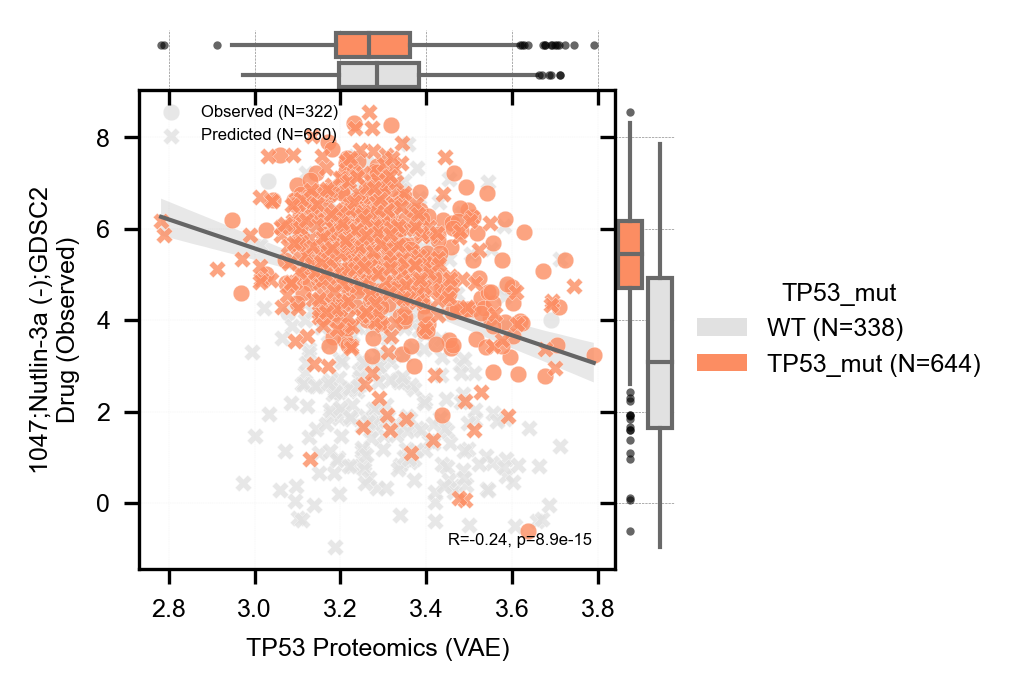 Observed (N=322)
Predicted (N=660)
8
6
4
2
0
1047;Nutlin-3a (-);GDSC2
Drug (Observed)
R=-0.24, p=8.9e-15
2.8 3.0 3.2 3.4 3.6 3.8
TP53 Proteomics (VAE)
TP53_mut
WT (N=338)
TP53_mut (N=644)